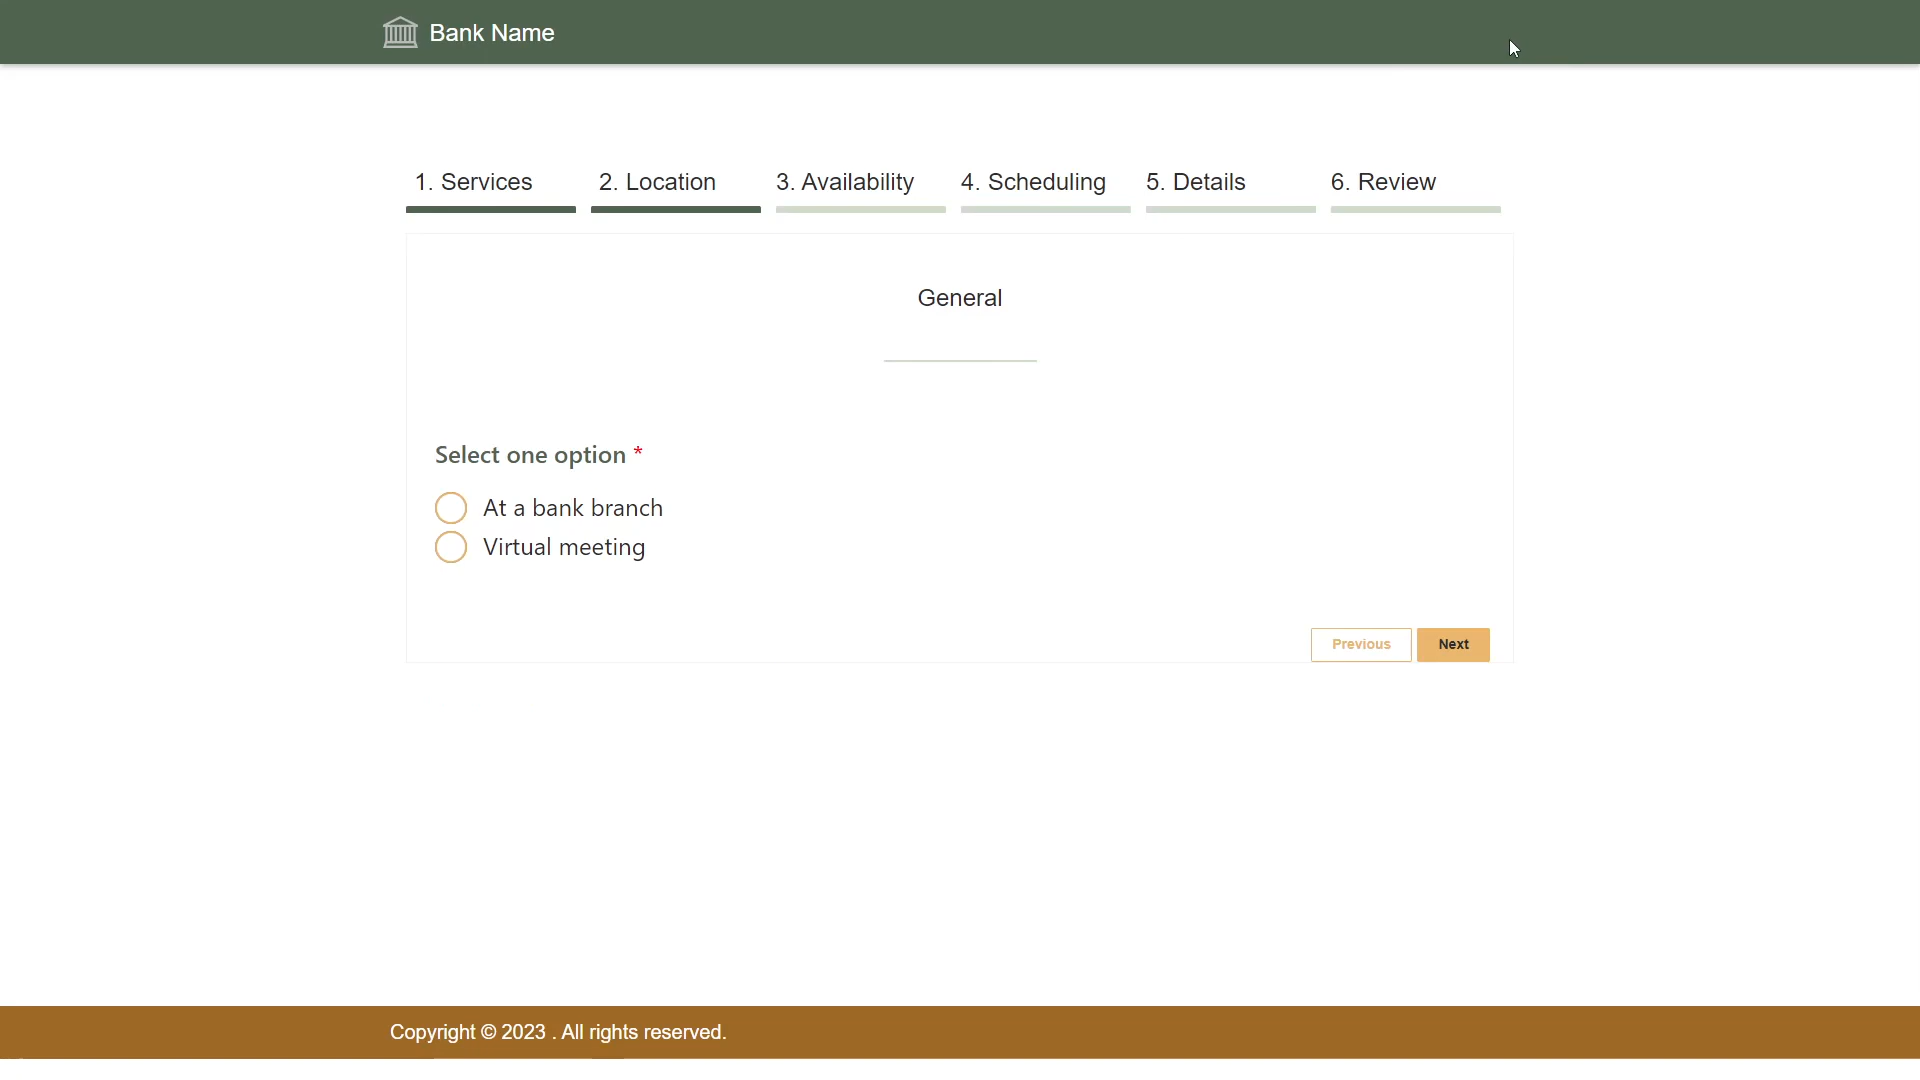 Bank Name
1. Services 2. Location 3. Availability 4. Scheduling 5. Details 6. Review
General
Select one option *
At a bank branch
Virtual meeting
Previous Next
Copyright © 2023 . All rights reserved.